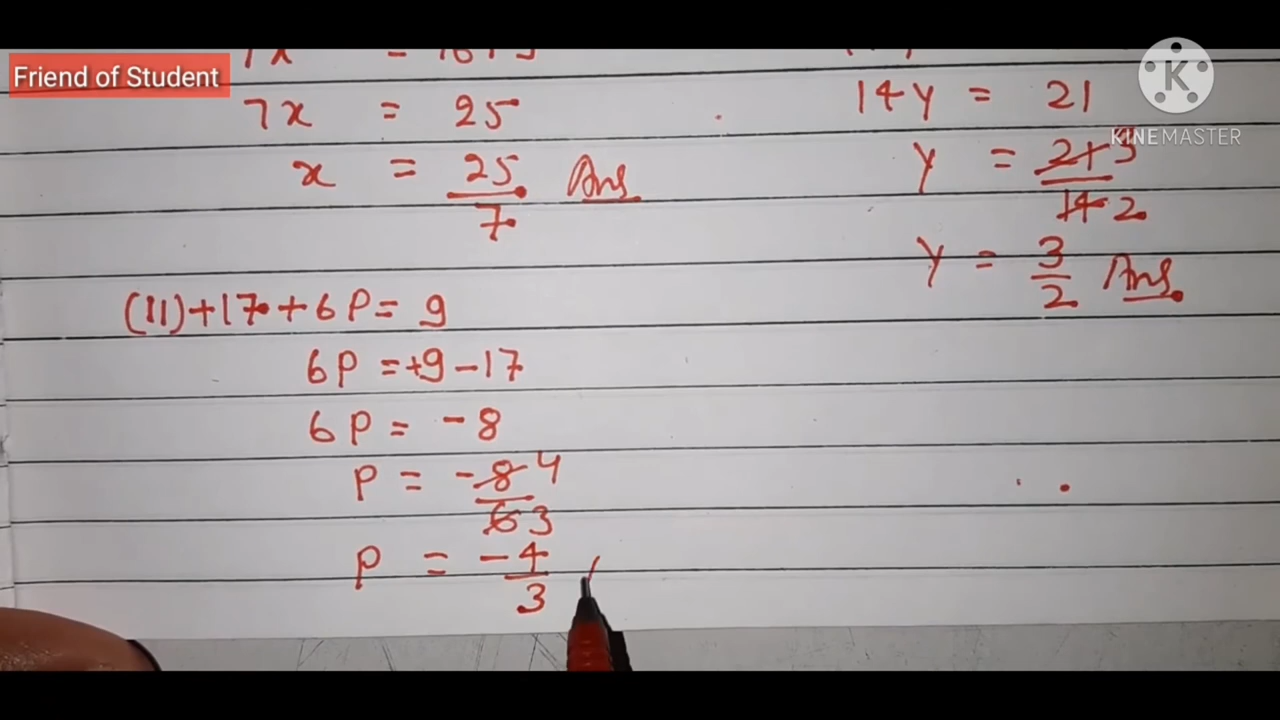 Friend of Student
7x = 25
x = 25/7 Ans
14y = 21
y = 21 3/14 2
y = 3/2 Ans
(11)+17+6P= 9
6P =+9-17
6P = -8
P = -8 4/6 3
P = -4/3
K
KINEMASTER